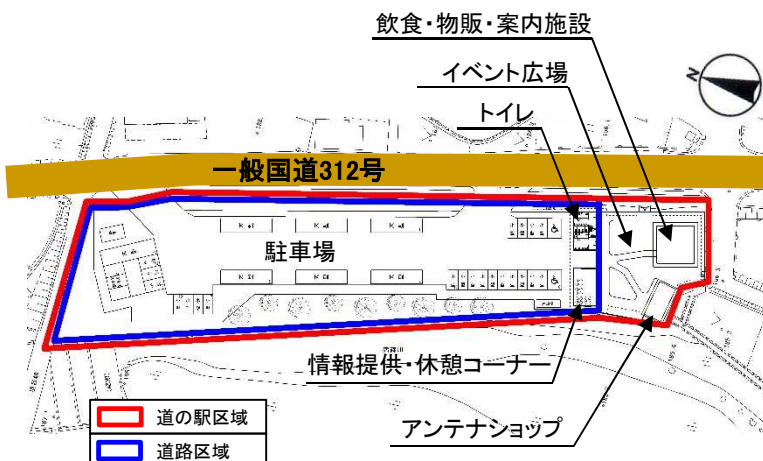 飲食・物販・案内施設
イベント広場
N
トイレ
一般国道312号
駐車場
情報提供・休憩コーナー
アンテナショップ
道の駅区域
道路区域